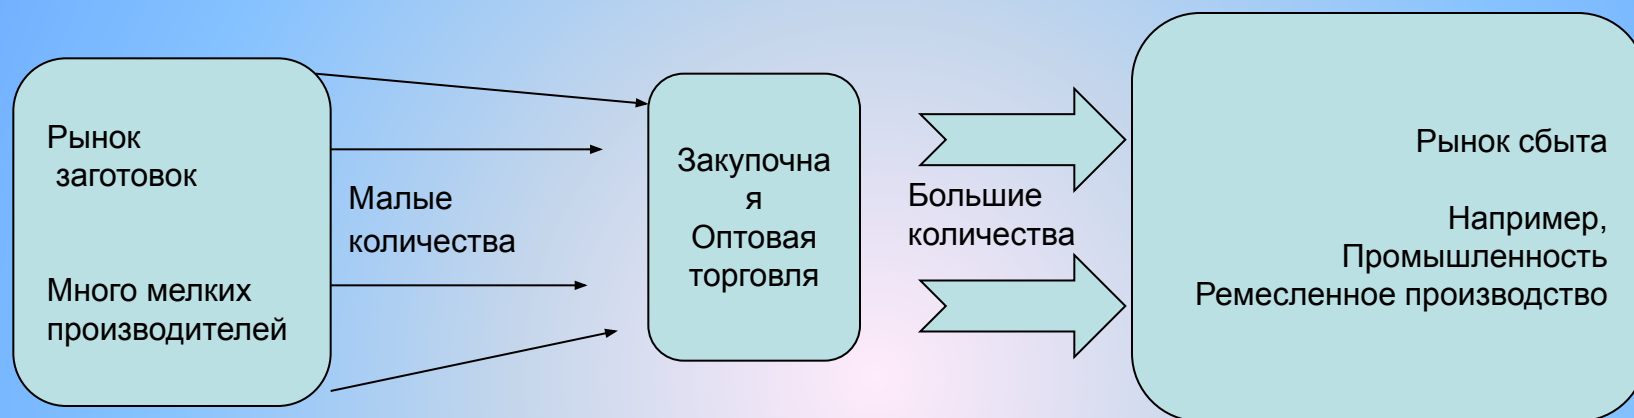 Рынок
заготовок
Много мелких
производителей
Малые
количества
Закупочна
я
Оптовая
торговля
Большие
количества
Рынок сбыта
Например,
Промышленность
Ремесленное производство